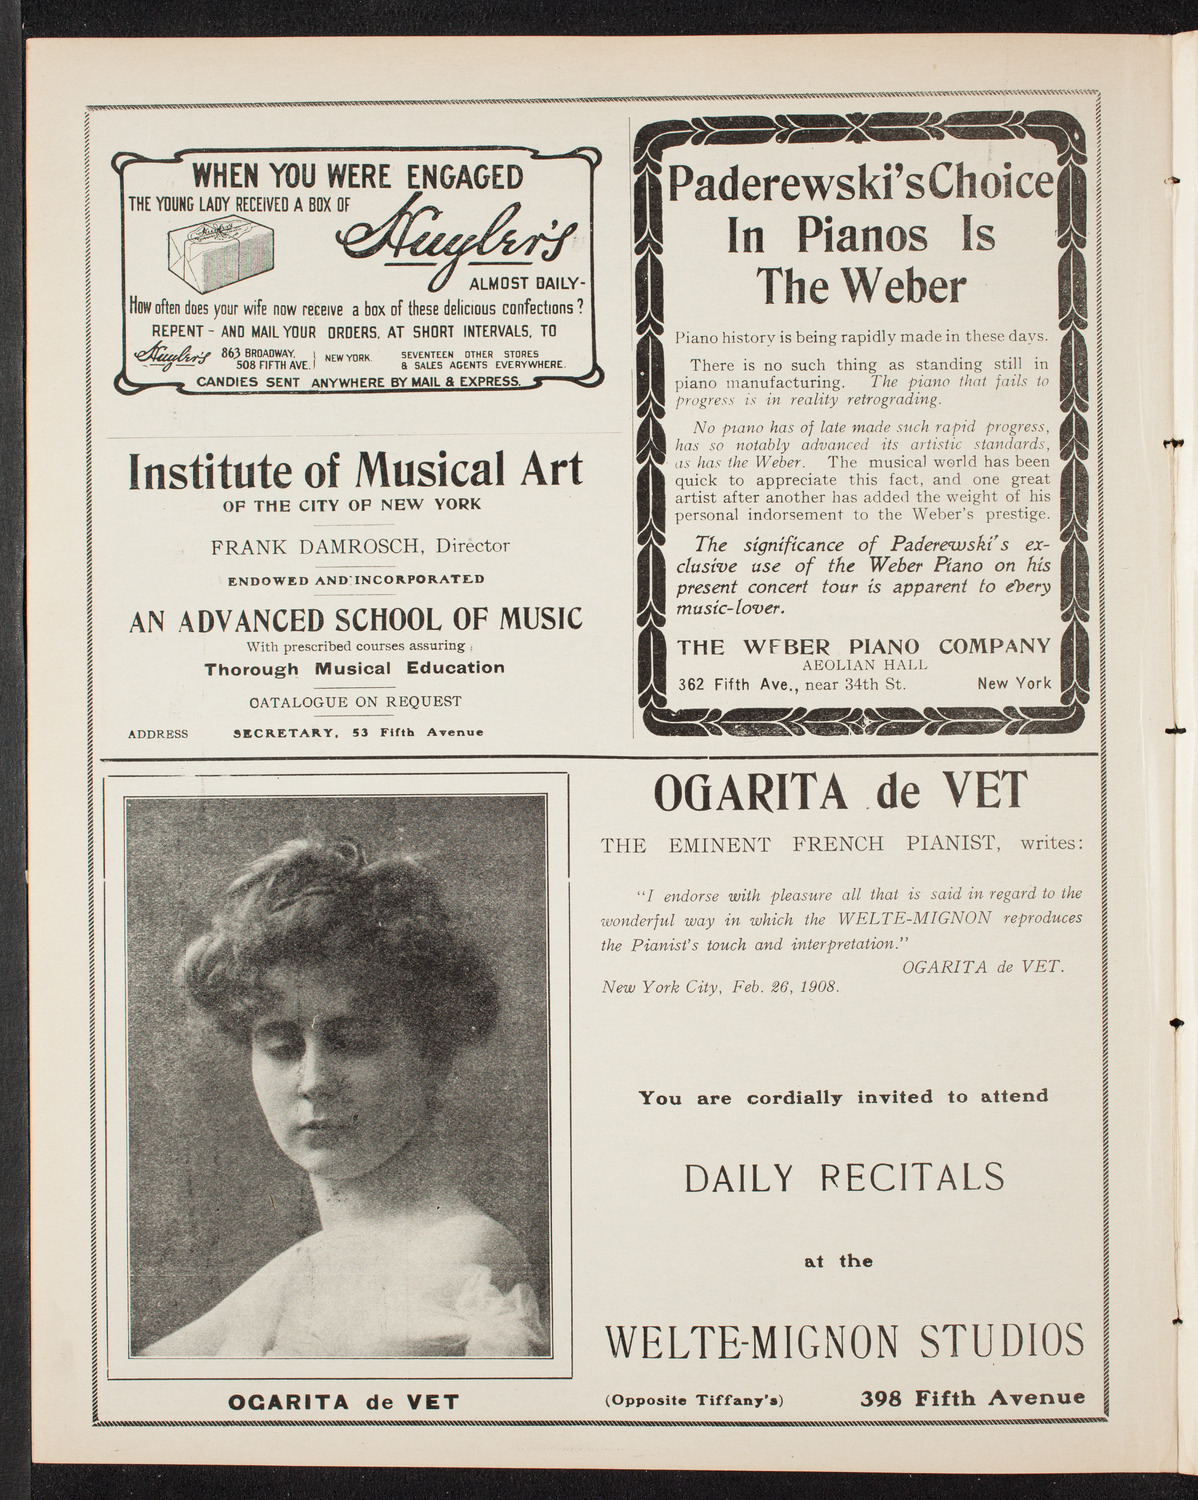 WHEN YOU WERE ENGAGED
THE YOUNG LADY RECEIVED A BOX OF
Huyler's
Huyler's
ALMOST DAILY-
How often does your wife now receive a box of these delicious confections?
REPENT - AND MAIL YOUR ORDERS, AT SHORT INTERVALS, TO
Huyler's 863 BROADWAY, 508 FIFTH AVE. NEW YORK. SEVENTEEN OTHER STORES & SALES AGENTS EVERYWHERE.
CANDIES SENT ANYWHERE BY MAIL & EXPRESS.
Institute of Musical Art
OF THE CITY OF NEW YORK
FRANK DAMROSCH, Director
ENDOWED AND INCORPORATED
AN ADVANCED SCHOOL OF MUSIC
With prescribed courses assuring
Thorough Musical Education
CATALOGUE ON REQUEST
ADDRESS SECRETARY, 53 Fifth Avenue
Paderewski's Choice
In Pianos Is
The Weber
Piano history is being rapidly made in these days.
There is no such thing as standing still in
piano manufacturing. The piano that fails to
progress is in reality retrograding.
No piano has of late made such rapid progress,
has so notably advanced its artistic standards,
as has the Weber. The musical world has been
quick to appreciate this fact, and one great
artist after another has added the weight of his
personal indorsement to the Weber's prestige.
The significance of Paderewski's ex-
clusive use of the Weber Piano on his
present concert tour is apparent to every
music-lover.
THE WEBER PIANO COMPANY
AEOLIAN HALL
362 Fifth Ave., near 34th St. New York
OGARITA de VET
OGARITA de VET
THE EMINENT FRENCH PIANIST, writes:
"I endorse with pleasure all that is said in regard to the
wonderful way in which the WELTE-MIGNON reproduces
the Pianist's touch and interpretation."
OGARITA de VET.
New York City, Feb. 26, 1908.
You are cordially invited to attend
DAILY RECITALS
at the
WELTE-MIGNON STUDIOS
(Opposite Tiffany's) 398 Fifth Avenue